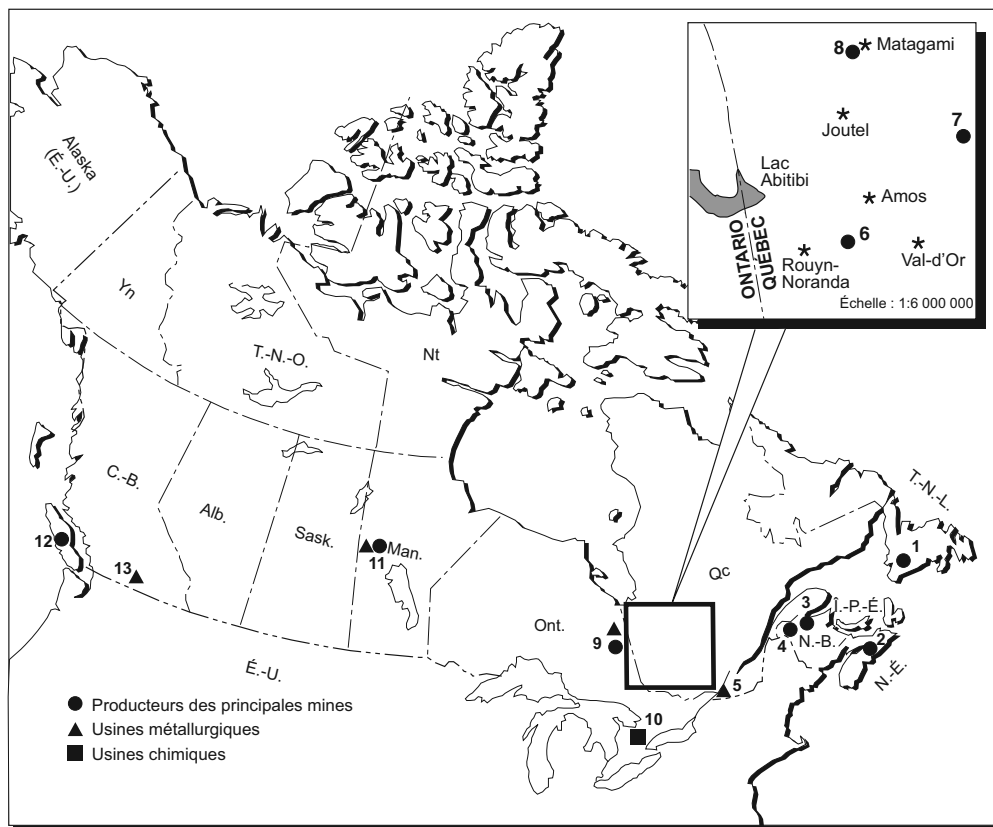 8
Matagami
7
Joutel
Lac
Abitibi
Amos
6
ONTARIO
QUÉBEC
Rouyn-
Noranda
Val-d'Or
Échelle : 1:6 000 000
Alaska
(É.-U.)
Yn
T.-N.-O.
Nt
C.-B.
Alb.
Sask.
Man.
11
12
13
Ont.
9
Qc
T.-N.-L.
1
3
Î.-P.-É.
4
N.-B.
2
N.-É.
5
10
É.-U.
Producteurs des principales mines
Usines métallurgiques
Usines chimiques